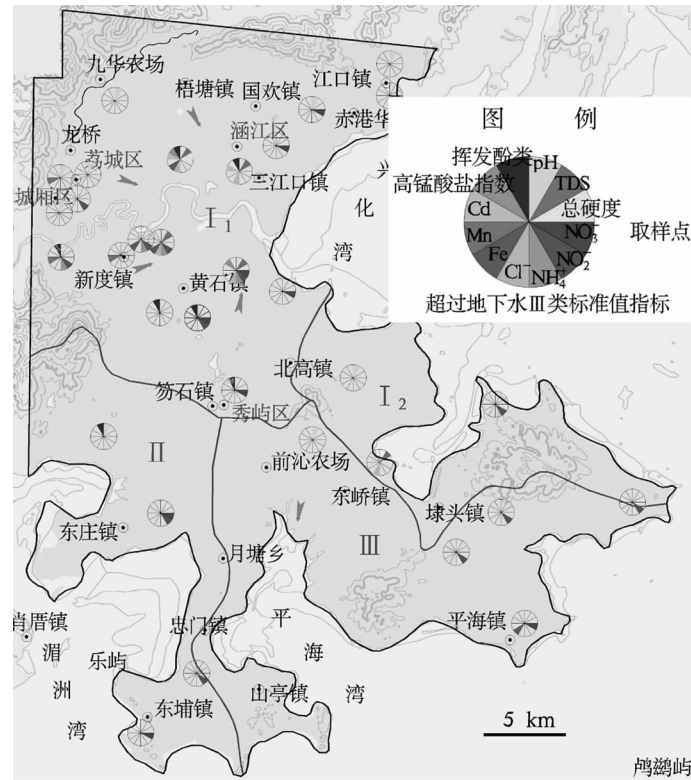 九华农场
梧塘镇
国欢镇
江口镇
赤港华
龙桥
荔城区
涵江区
三江口镇
城厢区
兴
化
湾
I₁
新度镇
黄石镇
图 例
挥发酚类
pH
高锰酸盐指数
TDS
Cd
总硬度
Mn
NO₃⁻
取样点
Fe
NO₂⁻
Cl⁻
NH₄⁺
超过地下水Ⅲ类标准值指标
北高镇
I₂
笏石镇
秀屿区
II
前沁农场
东峤镇
埭头镇
东庄镇
III
月塘乡
平海镇
肖厝镇
忠门镇
平
海
湾
湄
洲
湾
乐屿
山亭镇
东埔镇
5 km
鸬鹚屿